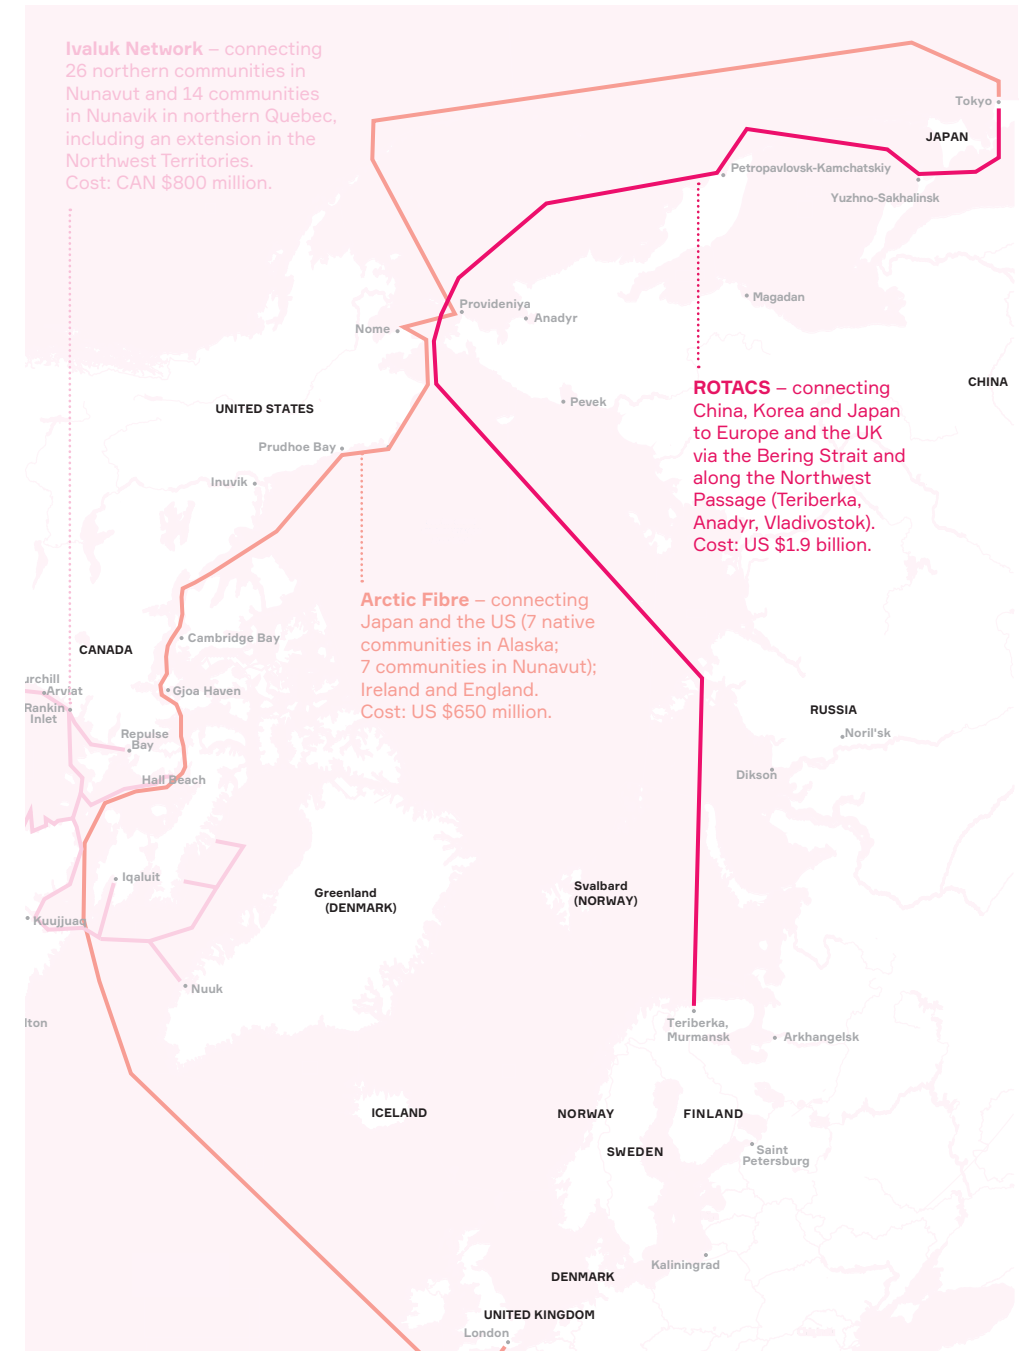 Ivaluk Network – connecting
26 northern communities in
Nunavut and 14 communities
in Nunavik in northern Quebec,
including an extension in the
Northwest Territories.
Cost: CAN $800 million.
Tokyo
JAPAN
Petropavlovsk-Kamchatskiy
Yuzhno-Sakhalinsk
Magadan
Provideniya
Anadyr
Nome
CHINA
ROTACS – connecting
China, Korea and Japan
to Europe and the UK
via the Bering Strait and
along the Northwest
Passage (Teriberka,
Anadyr, Vladivostok).
Cost: US $1.9 billion.
Pevek
UNITED STATES
Prudhoe Bay
Inuvik
Arctic Fibre – connecting
Japan and the US (7 native
communities in Alaska;
7 communities in Nunavut);
Ireland and England.
Cost: US $650 million.
Cambridge Bay
CANADA
urchill
Arviat
Gjoa Haven
Rankin
Inlet
RUSSIA
Repulse
Bay
Noril'sk
Dikson
Hall Beach
Iqaluit
Greenland
(DENMARK)
Svalbard
(NORWAY)
Kuujjuaq
Nuuk
lton
Teriberka,
Murmansk
Arkhangelsk
ICELAND
NORWAY
FINLAND
SWEDEN
Saint
Petersburg
Kaliningrad
DENMARK
UNITED KINGDOM
London